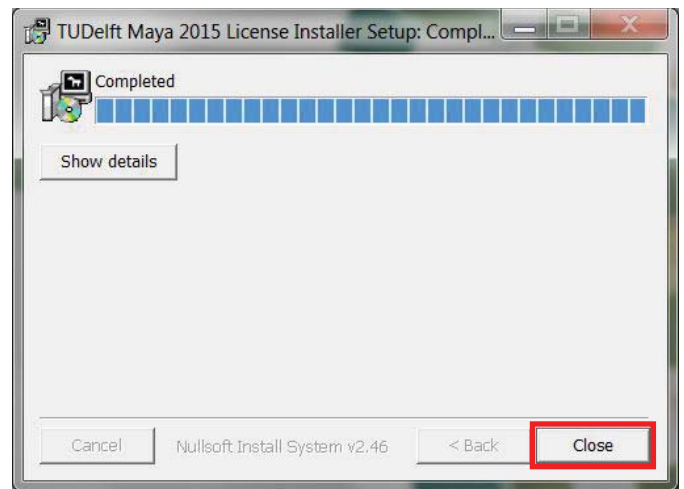 TUDelft Maya 2015 License Installer Setup: Compl...
Completed
Show details
Cancel Nullsoft Install System v2.46 < Back Close